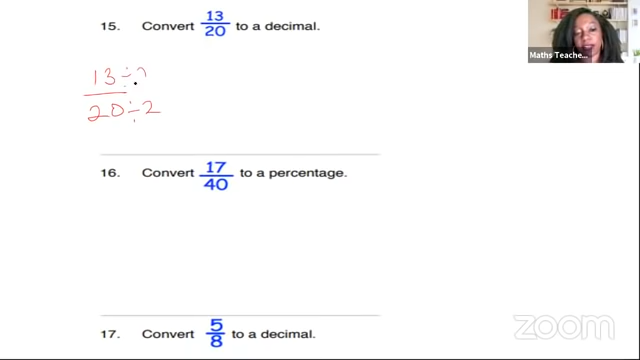 15. Convert 13/20 to a decimal.
13 ÷
20 ÷ 2
16. Convert 17/40 to a percentage.
17. Convert 5/8 to a decimal.
Maths Teache...
zoom